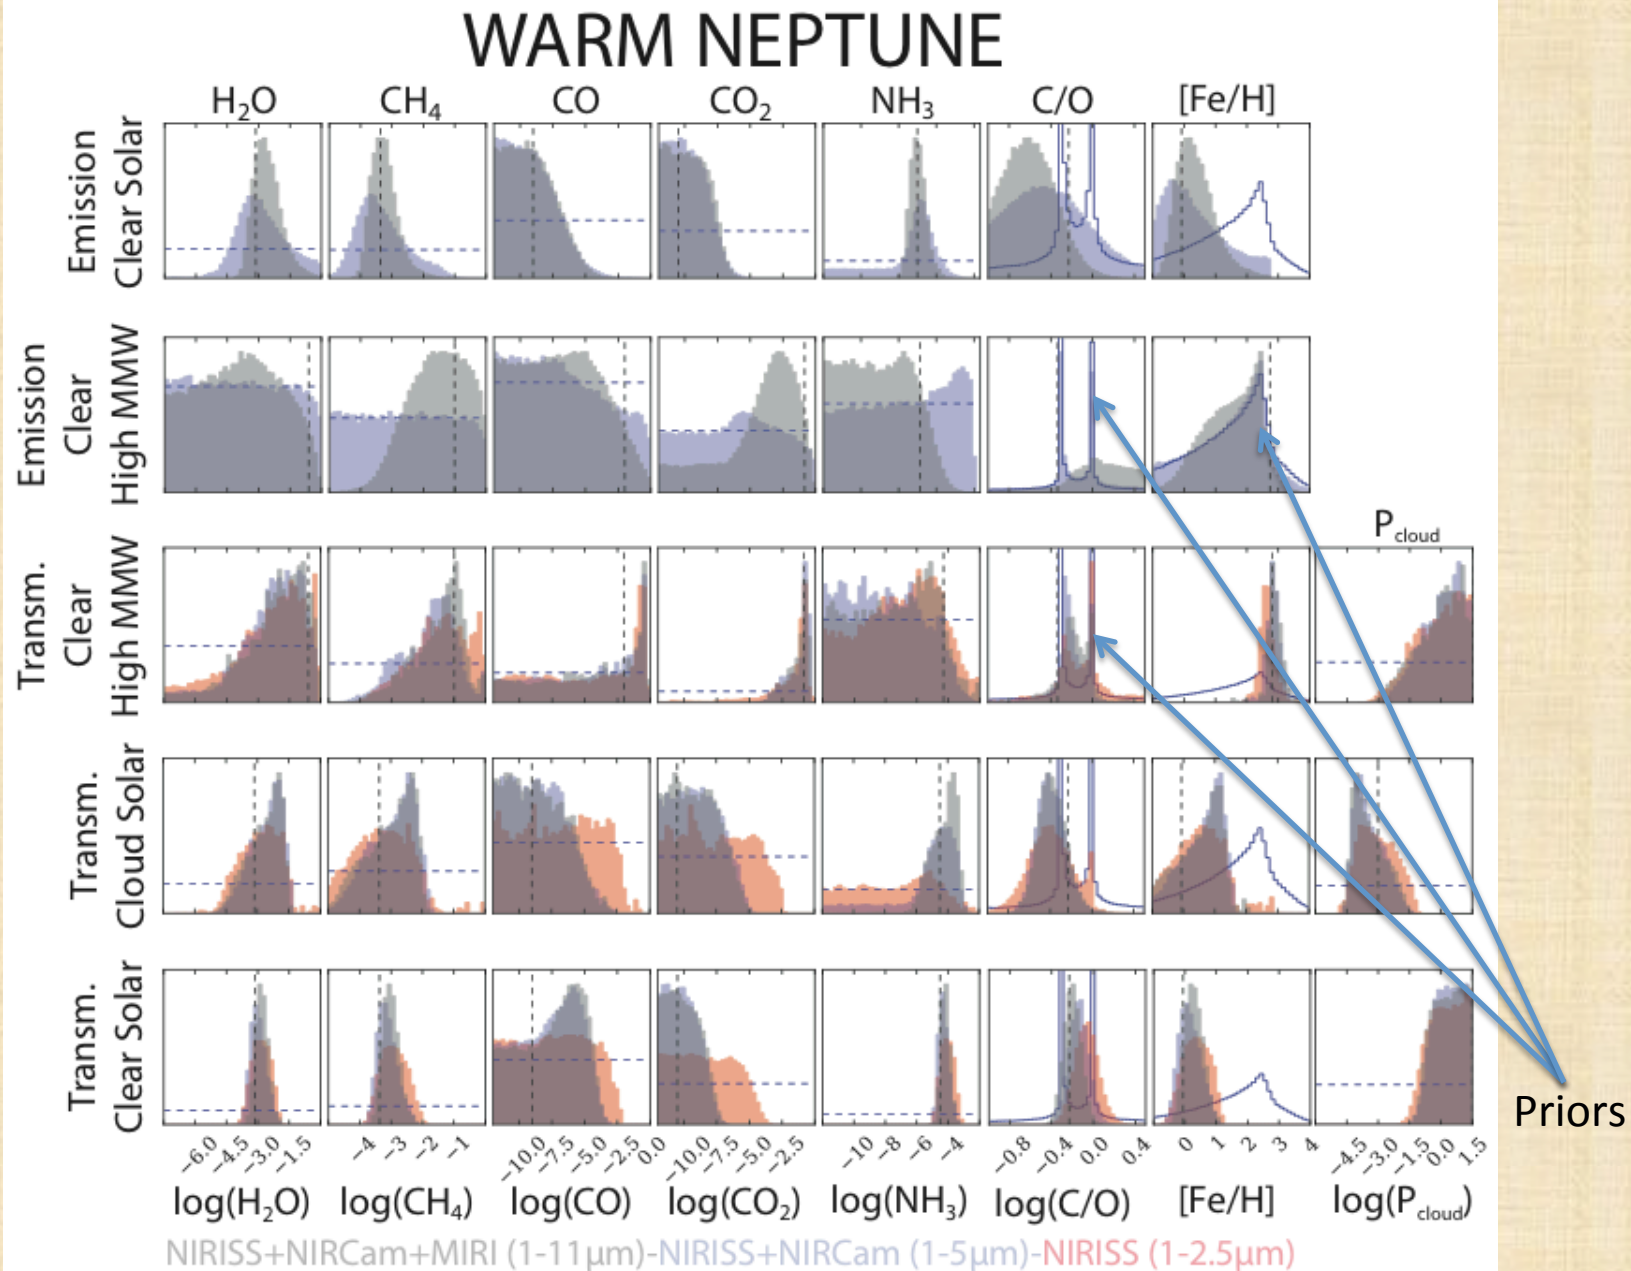 WARM NEPTUNE
H₂O CH₄ CO CO₂ NH₃ C/O [Fe/H]
Emission
Clear Solar
Emission
Clear
High MMW
P_cloud
Transm.
Clear
High MMW
Transm.
Cloud Solar
Transm.
Clear Solar
Priors
−6.0 −4.5 −3.0 −1.5 −4 −3 −2 −1 −10.0 −7.5 −5.0 −2.5 0.0 −10.0 −7.5 −5.0 −2.5 −10 −8 −6 −4 −0.8 −0.4 0.0 0.4 0 1 2 3 4 −4.5 −3.0 −1.5 0.0 1.5
log(H₂O) log(CH₄) log(CO) log(CO₂) log(NH₃) log(C/O) [Fe/H] log(P_cloud)
NIRISS+NIRCam+MIRI (1-11μm)-NIRISS+NIRCam (1-5μm)-NIRISS (1-2.5μm)